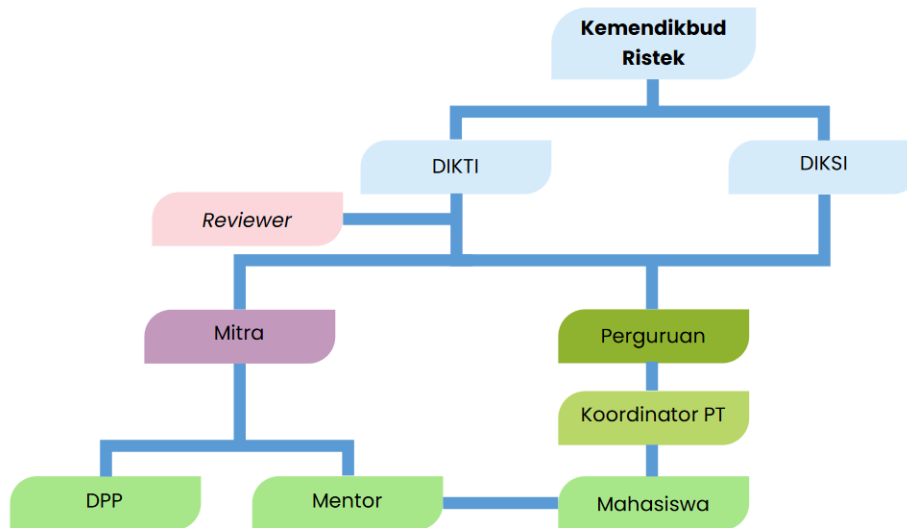 Kemendikbud
Ristek
DIKTI
DIKSI
Reviewer
Mitra
Perguruan
Koordinator PT
DPP
Mentor
Mahasiswa